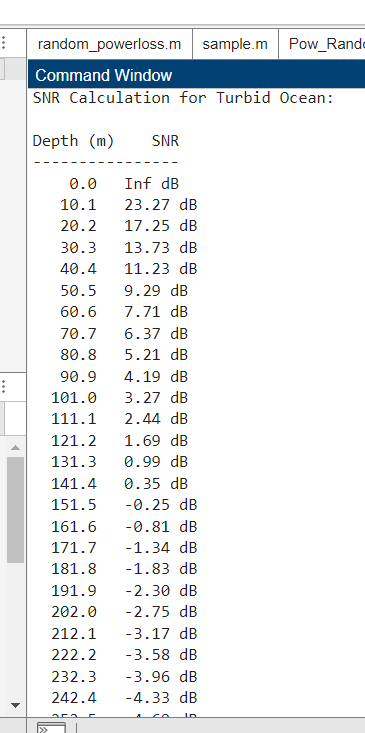 random_powerloss.m sample.m Pow_Rando
Command Window
SNR Calculation for Turbid Ocean:
Depth (m) SNR
----------------
0.0 Inf dB
10.1 23.27 dB
20.2 17.25 dB
30.3 13.73 dB
40.4 11.23 dB
50.5 9.29 dB
60.6 7.71 dB
70.7 6.37 dB
80.8 5.21 dB
90.9 4.19 dB
101.0 3.27 dB
111.1 2.44 dB
121.2 1.69 dB
131.3 0.99 dB
141.4 0.35 dB
151.5 -0.25 dB
161.6 -0.81 dB
171.7 -1.34 dB
181.8 -1.83 dB
191.9 -2.30 dB
202.0 -2.75 dB
212.1 -3.17 dB
222.2 -3.58 dB
232.3 -3.96 dB
242.4 -4.33 dB